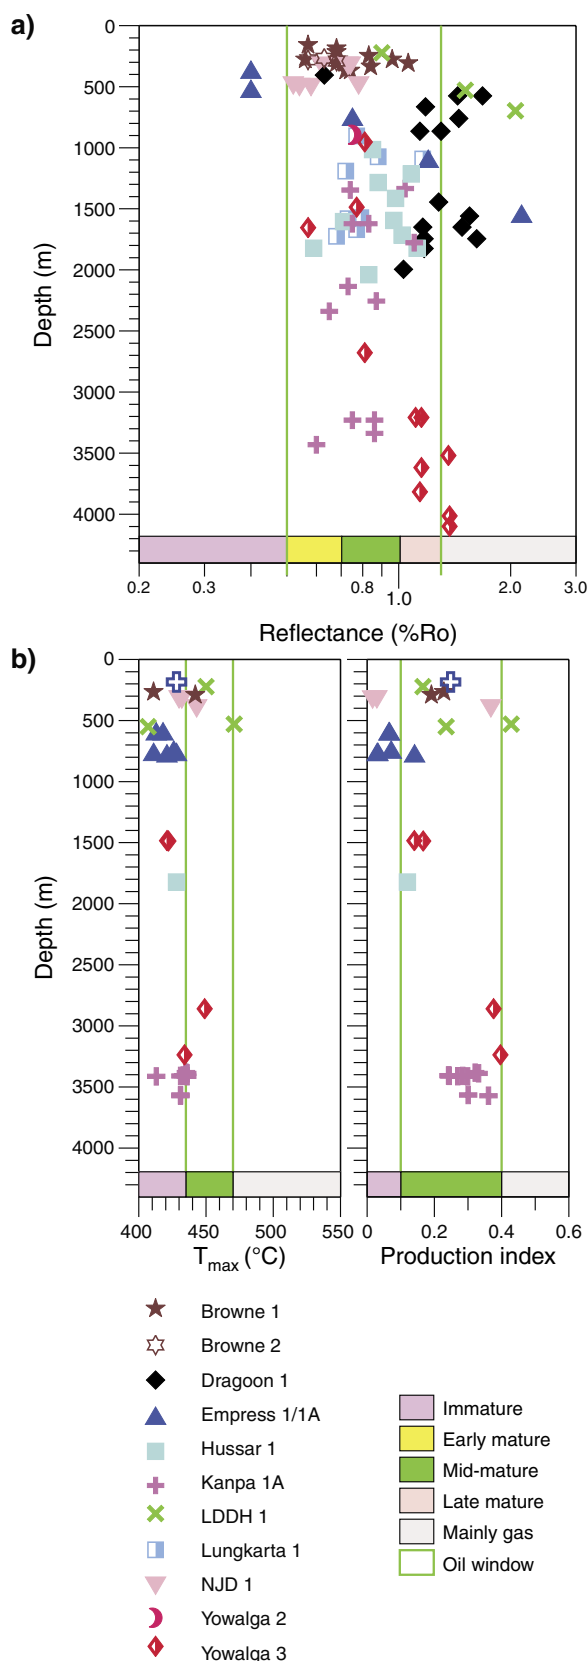 a)
0
500
1000
1500
2000
2500
3000
3500
4000
Depth (m)
0.2
0.3
0.8
1.0
2.0
3.0
Reflectance (%Ro)
b)
0
500
1000
1500
2000
2500
3000
3500
4000
Depth (m)
400
450
500
550
Tmax (°C)
0
0.2
0.4
0.6
Production index
Browne 1
Browne 2
Dragoon 1
Empress 1/1A
Hussar 1
Kanpa 1A
LDDH 1
Lungkarta 1
NJD 1
Yowalga 2
Yowalga 3
Immature
Early mature
Mid-mature
Late mature
Mainly gas
Oil window